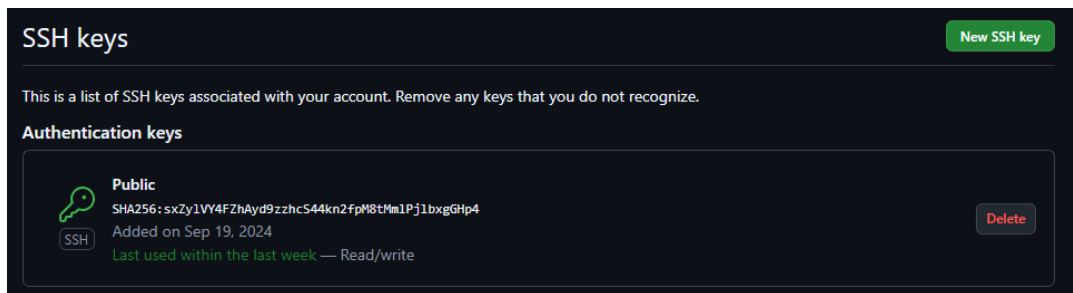 SSH keys
New SSH key
This is a list of SSH keys associated with your account. Remove any keys that you do not recognize.
Authentication keys
Public
SHA256:sxZylVY4FZhAyd9zzhcS44kn2fpM8tMmlPjlbxgGHp4
SSH
Added on Sep 19, 2024
Last used within the last week — Read/write
Delete